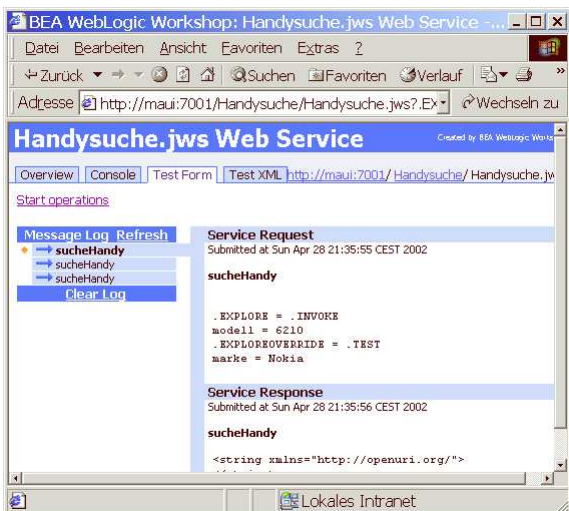 BEA WebLogic Workshop: Handysuche.jws Web Service - ...
Datei Bearbeiten Ansicht Favoriten Extras ?
Zurück Suchen Favoriten Verlauf »
Adresse http://maui:7001/Handysuche/Handysuche.jws?.EX Wechseln zu
Handysuche.jws Web Service Created by BEA WebLogic
Overview Console Test Form Test XML http://maui:7001/ Handysuche/ Handysuche.jw
Start operations
Message Log Refresh
sucheHandy
sucheHandy
sucheHandy
Clear Log
Service Request
Submitted at Sun Apr 28 21:35:55 CEST 2002
sucheHandy
.EXPLORE = .INVOKE
modell = 6210
.EXPLOREOVERRIDE = .TEST
marke = Nokia
Service Response
Submitted at Sun Apr 28 21:35:56 CEST 2002
sucheHandy
<string xmlns="http://openuri.org/">
Lokales Intranet